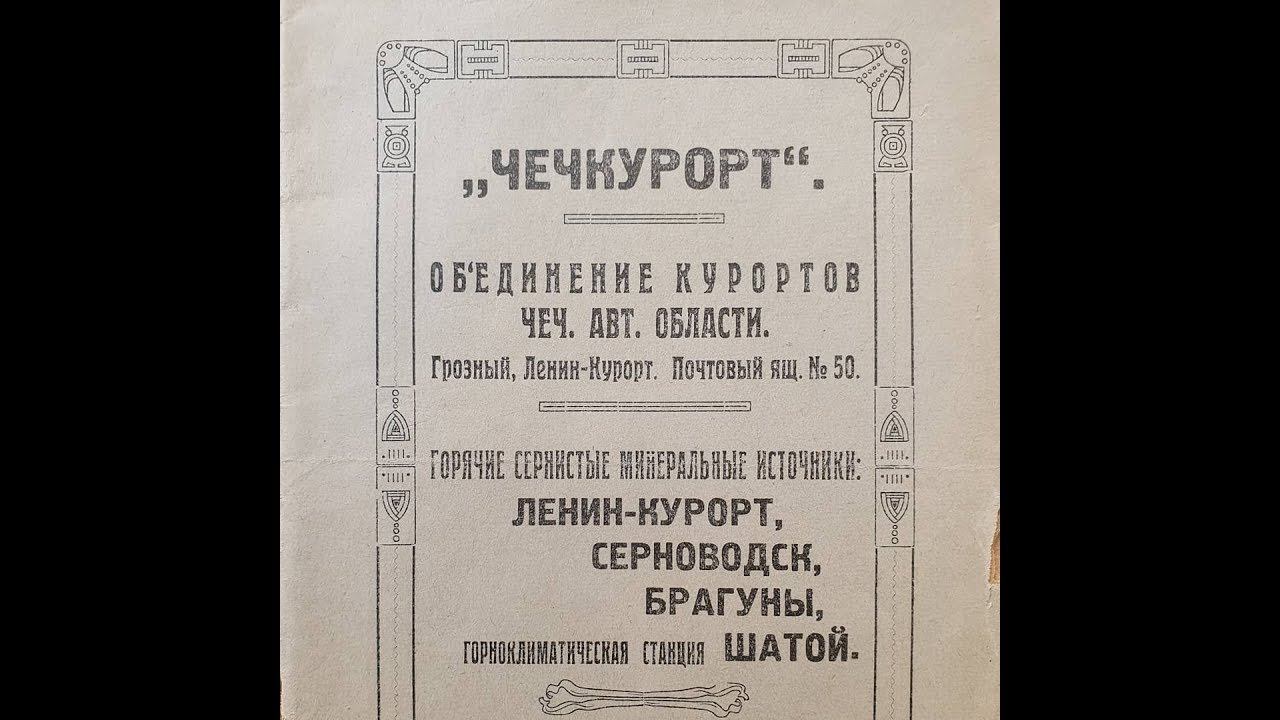 „ЧЕЧКУРОРТ“.
ОБ‘ЕДИНЕНИЕ КУРОРТОВ
ЧЕЧ. АВТ. ОБЛАСТИ.
Грозный, Ленин-Курорт. Почтовый ящ. № 50.
ГОРЯЧИЕ СЕРНИСТЫЕ МИНЕРАЛЬНЫЕ ИСТОЧНИКИ:
ЛЕНИН-КУРОРТ,
СЕРНОВОДСК,
БРАГУНЫ,
ГОРНОКЛИМАТИЧЕСКАЯ СТАНЦИЯ ШАТОЙ.